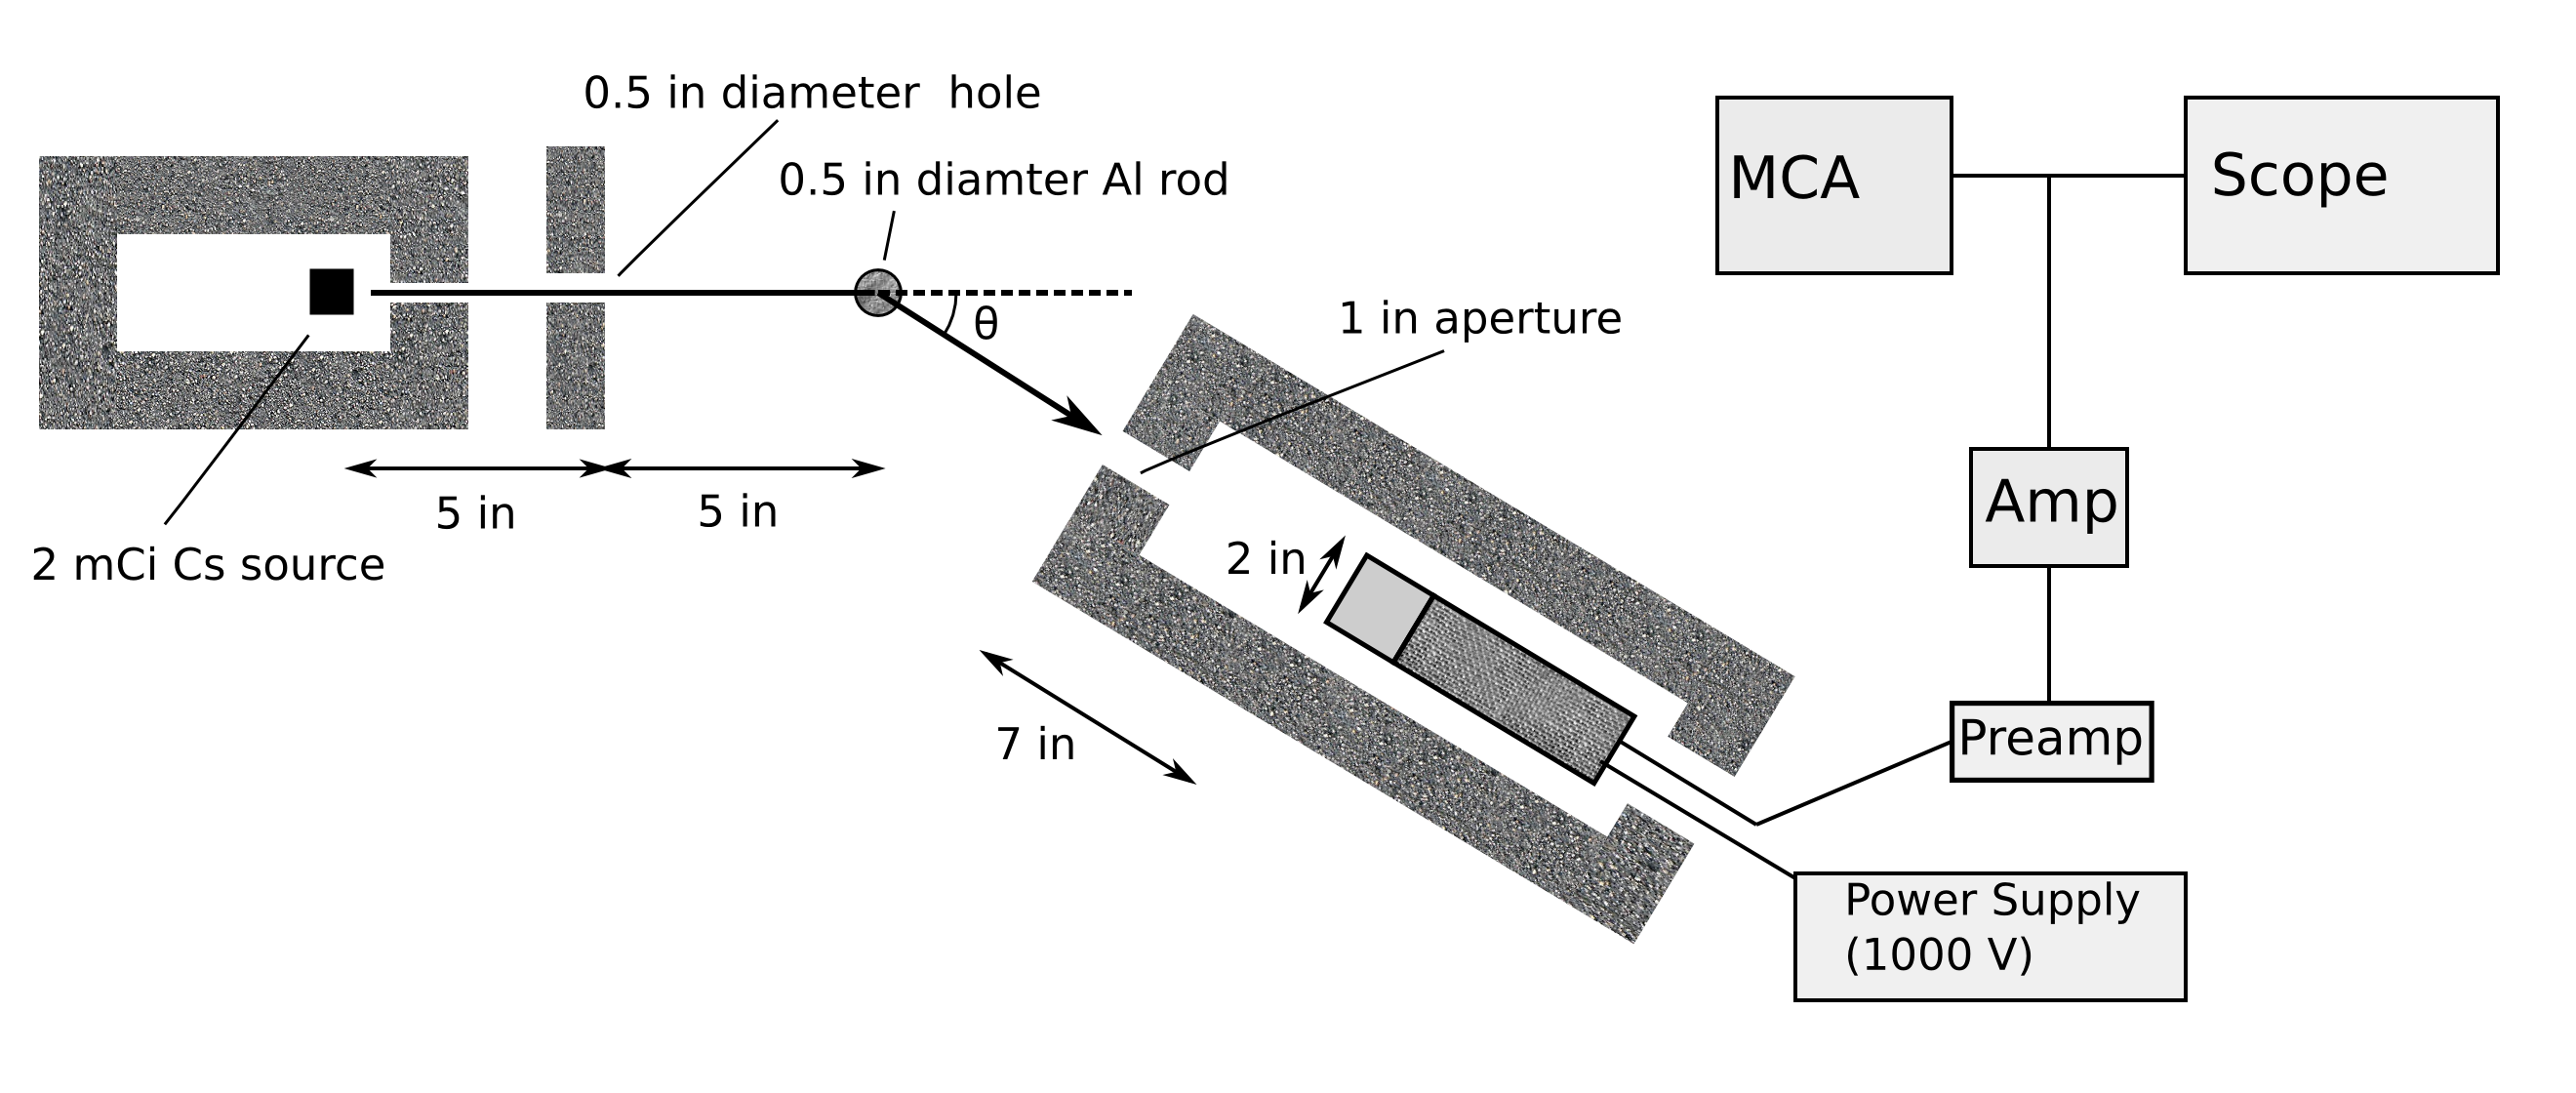 0.5 in diameter  hole
0.5 in diamter Al rod
MCA
Scope
θ
1 in aperture
5 in
5 in
Amp
2 mCi Cs source
2 in
7 in
Preamp
Power Supply
(1000 V)